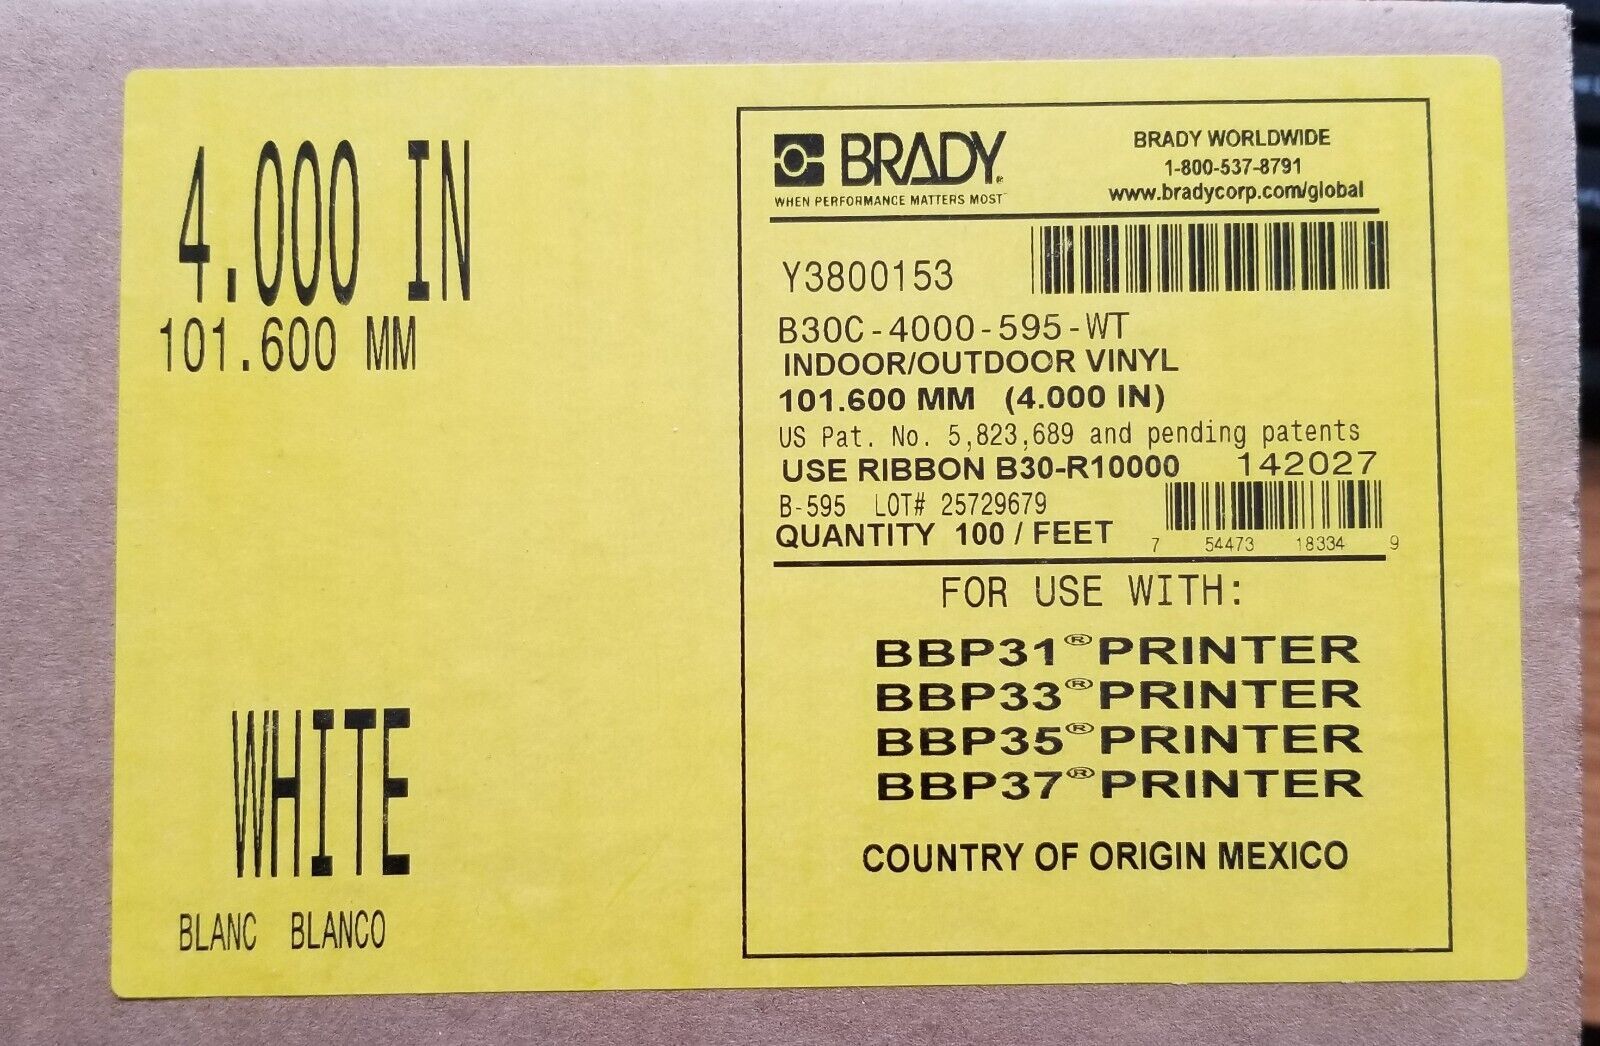 4.000 IN
101.600 MM
WHITE
BLANC BLANCO
BRADY®
WHEN PERFORMANCE MATTERS MOST™
BRADY WORLDWIDE
1-800-537-8791
www.bradycorp.com/global
Y3800153
B30C-4000-595-WT
INDOOR/OUTDOOR VINYL
101.600 MM (4.000 IN)
US Pat. No. 5,823,689 and pending patents
USE RIBBON B30-R10000 142027
B-595 LOT# 25729679
QUANTITY 100 / FEET
7 54473 18334 9
FOR USE WITH:
BBP31® PRINTER
BBP33® PRINTER
BBP35® PRINTER
BBP37® PRINTER
COUNTRY OF ORIGIN MEXICO